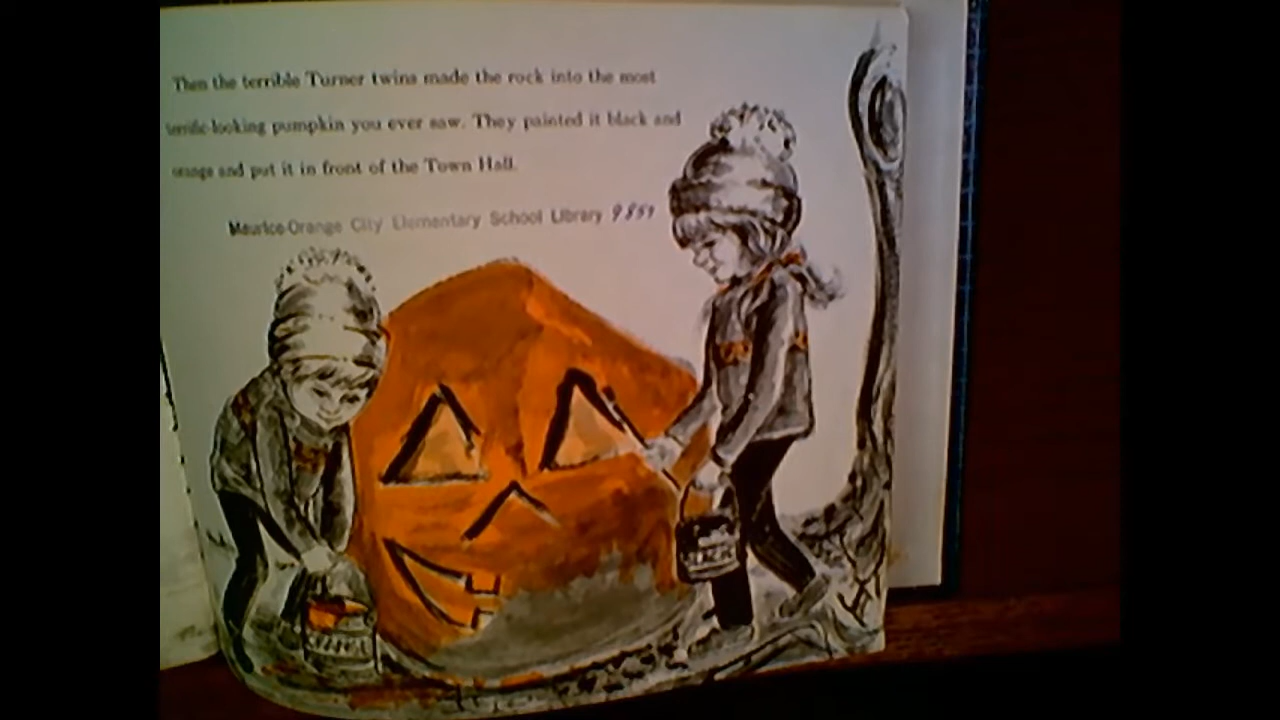 Then the terrible Turner twins made the rock into the most
terrific-looking pumpkin you ever saw. They painted it black and
orange and put it in front of the Town Hall.
Maurice-Orange City Elementary School Library 9859